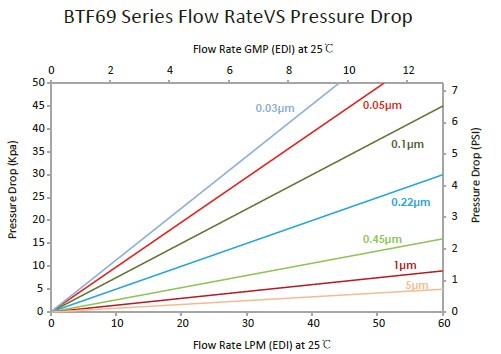 BTF69 Series Flow RateVS Pressure Drop
Flow Rate GMP (EDI) at 25℃
0 2 4 6 8 10 12
Pressure Drop (Kpa)
50
45
40
35
30
25
20
15
10
5
0
0.03μm
0.05μm
0.1μm
0.22μm
0.45μm
1μm
5μm
7
6
5
4
3
2
1
0
Pressure Drop (PSI)
0 10 20 30 40 50 60
Flow Rate LPM (EDI) at 25℃